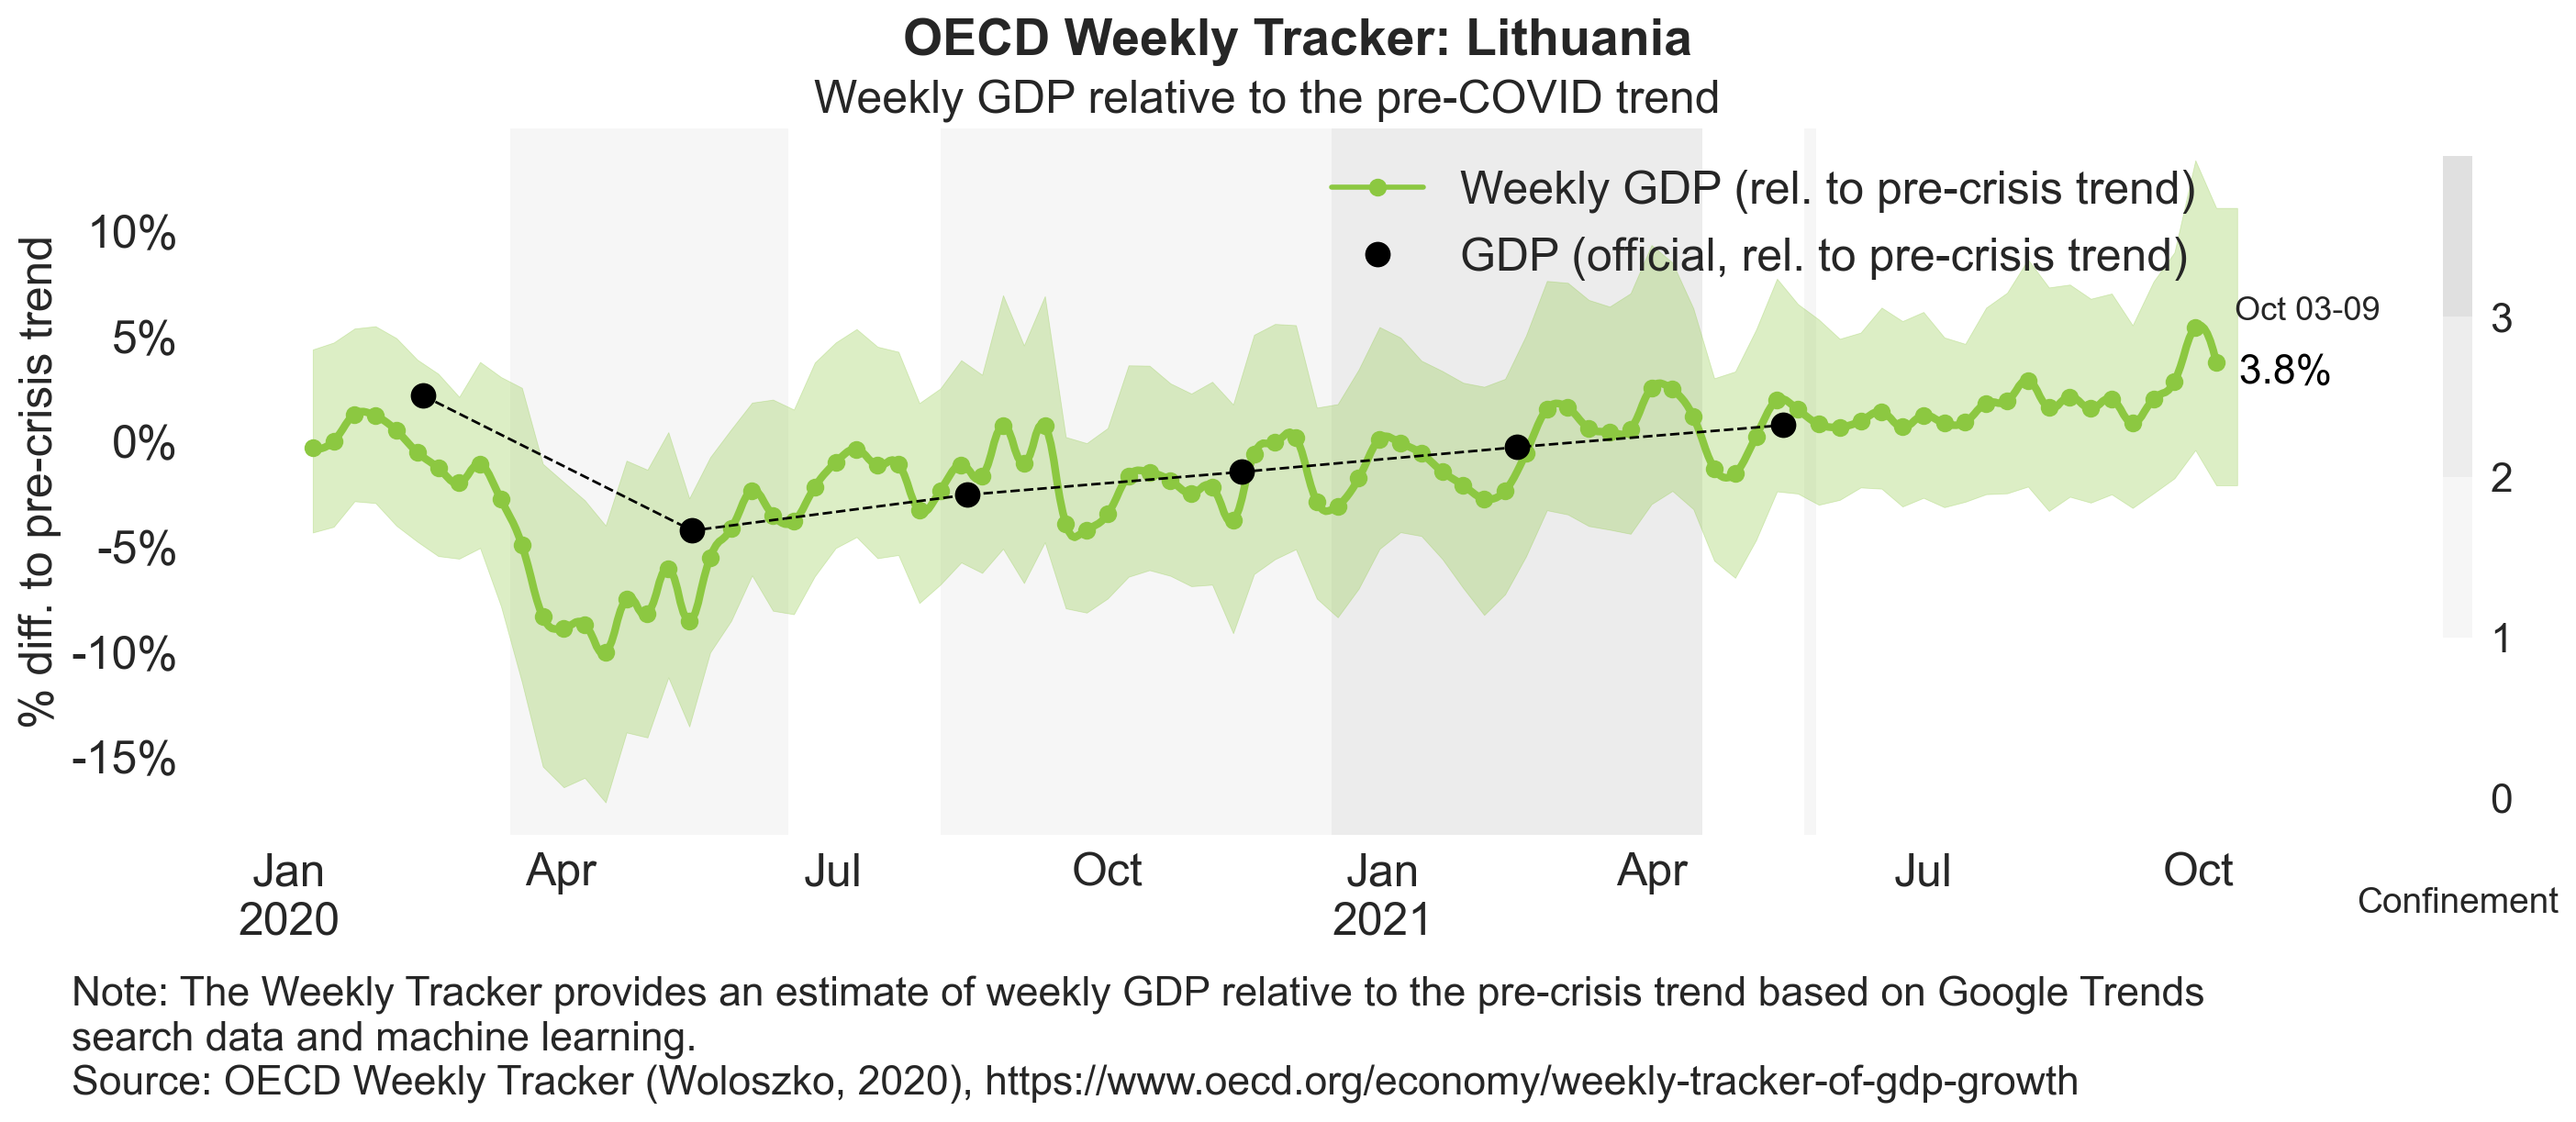 OECD Weekly Tracker: Lithuania
Weekly GDP relative to the pre-COVID trend
% diff. to pre-crisis trend
10%
5%
0%
-5%
-10%
-15%
Weekly GDP (rel. to pre-crisis trend)
GDP (official, rel. to pre-crisis trend)
Oct 03-09
3.8%
3
2
1
0
Confinement
Jan
2020
Apr
Jul
Oct
Jan
2021
Apr
Jul
Oct
Note: The Weekly Tracker provides an estimate of weekly GDP relative to the pre-crisis trend based on Google Trends
search data and machine learning.
Source: OECD Weekly Tracker (Woloszko, 2020), https://www.oecd.org/economy/weekly-tracker-of-gdp-growth